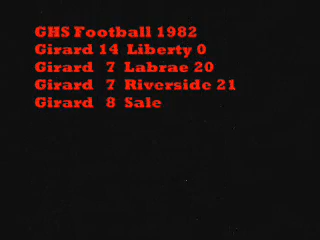 GHS Football 1982
Girard 14 Liberty 0
Girard 7 Labrae 20
Girard 7 Riverside 21
Girard 8 Sale